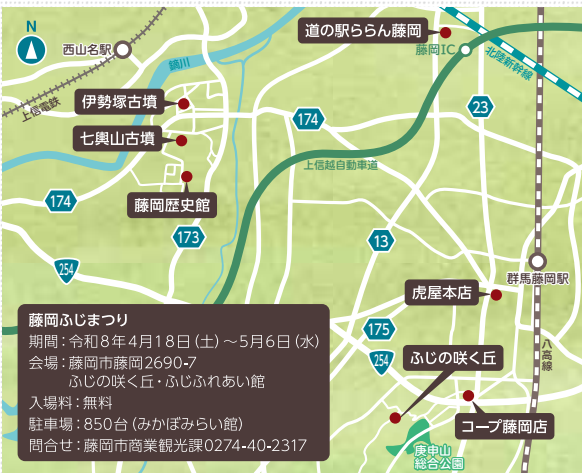 N
道の駅ららん藤岡
西山名駅
藤岡IC
北陸新幹線
鏑川
上信電鉄
伊勢塚古墳
23
174
七輿山古墳
上信越自動車道
藤岡歴史館
174
173
13
254
群馬藤岡駅
虎屋本店
藤岡ふじまつり
期間：令和8年4月18日（土）～5月6日（水）
会場：藤岡市藤岡2690-7
ふじの咲く丘・ふじふれあい館
入場料：無料
駐車場：850台（みかぼみらい館）
問合せ：藤岡市商業観光課0274-40-2317
175
254
八高線
ふじの咲く丘
コープ藤岡店
庚申山
総合公園